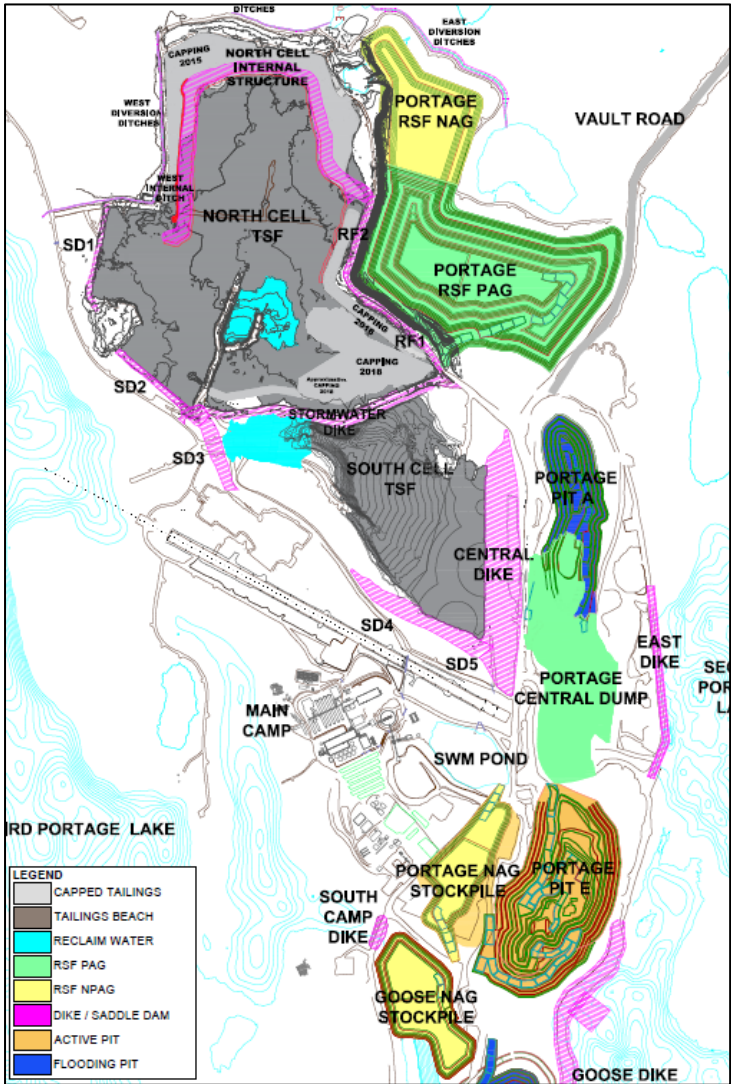 DITCHES
EAST
DIVERSION
DITCHES
CAPPING
2015
NORTH CELL
INTERNAL
STRUCTURE
PORTAGE
RSF NAG
VAULT ROAD
WEST
DIVERSION
DITCHES
WEST
INTERNAL
DITCH
NORTH CELL
TSF
SD1
RF2
PORTAGE
RSF PAG
CAPPING
2016
RF1
CAPPING
2018
SD2
STORMWATER
DIKE
SD3
SOUTH CELL
TSF
PORTAGE
PIT A
CENTRAL
DIKE
SD4
SD5
EAST
DIKE
PORTAGE
CENTRAL DUMP
MAIN
CAMP
SWM POND
RD PORTAGE LAKE
PORTAGE NAG
STOCKPILE
PORTAGE
PIT E
SOUTH
CAMP
DIKE
GOOSE NAG
STOCKPILE
GOOSE DIKE
LEGEND
CAPPED TAILINGS
TAILINGS BEACH
RECLAIM WATER
RSF PAG
RSF NPAG
DIKE / SADDLE DAM
ACTIVE PIT
FLOODING PIT